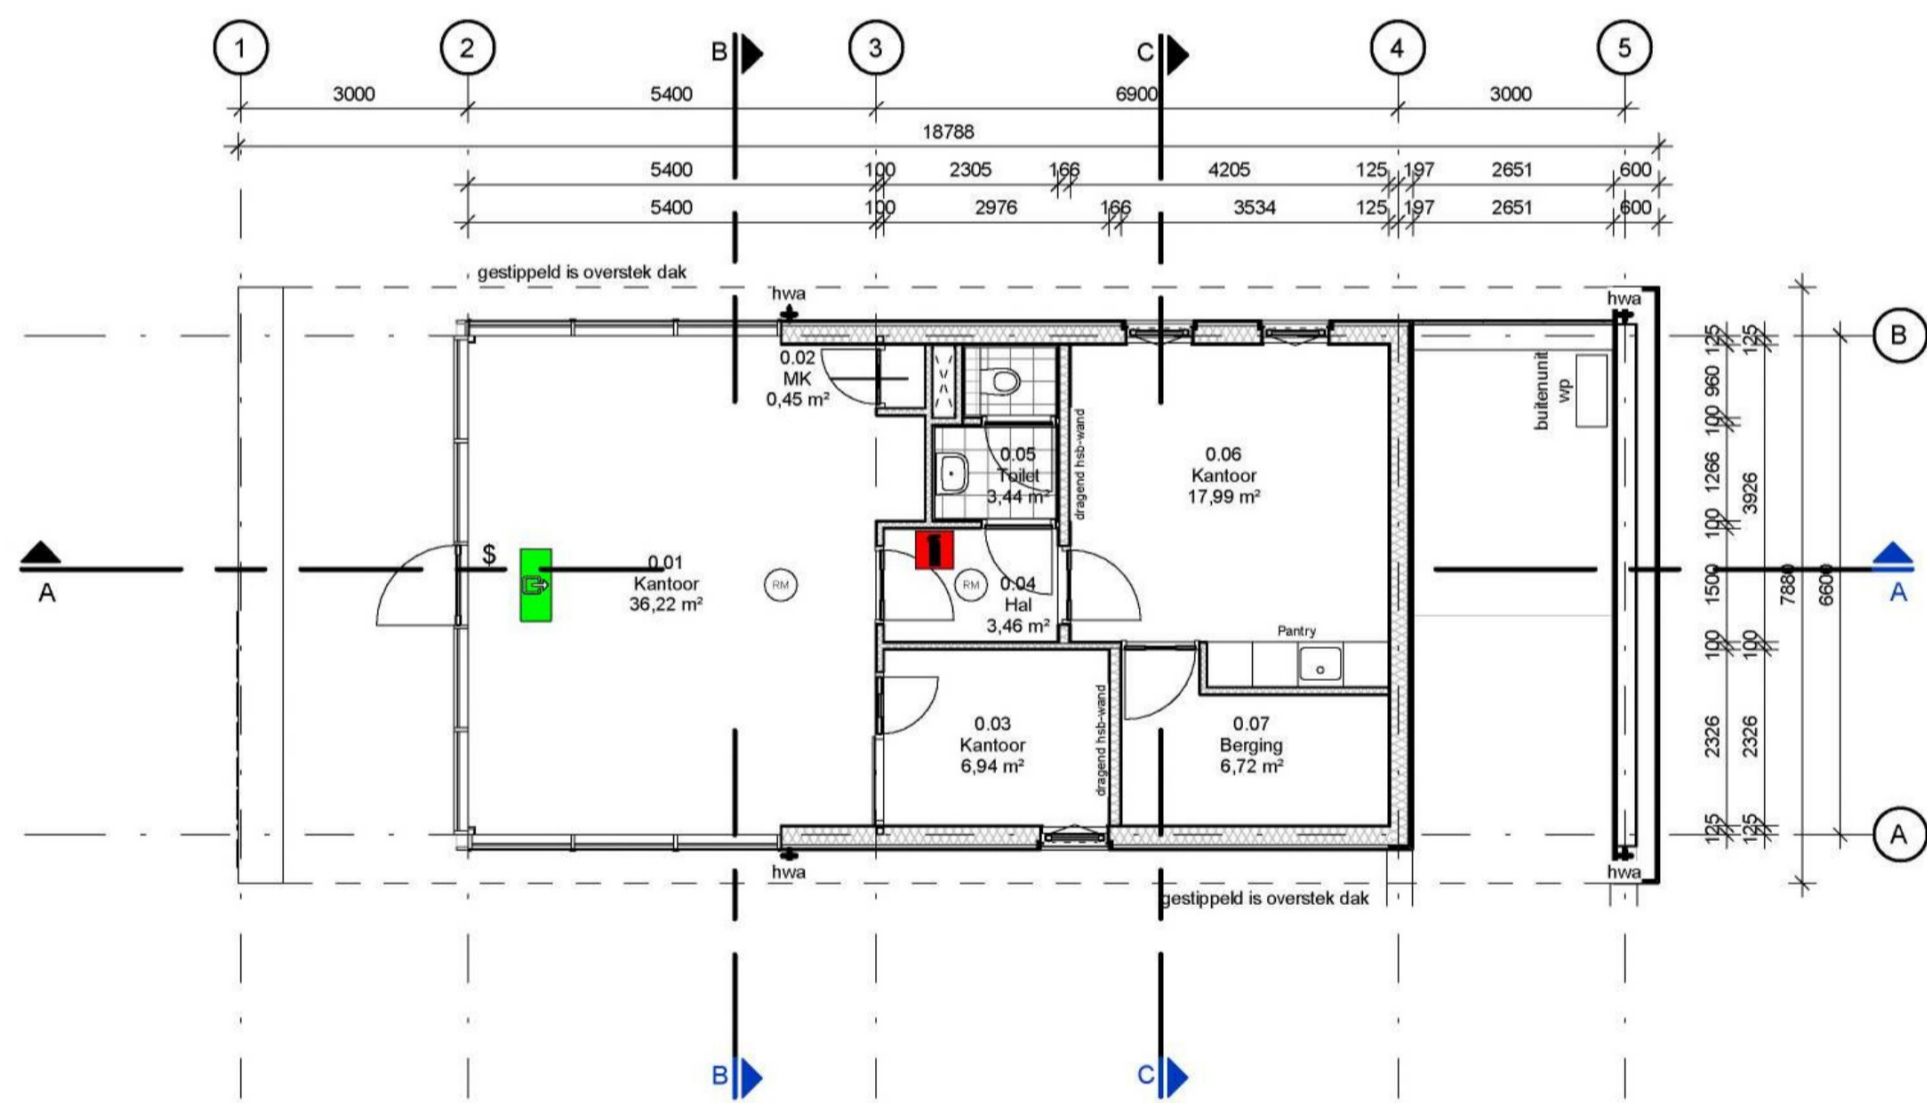 1 2 B 3 C 4 5
3000 5400 6900 3000
18788
5400 100 2305 166 4205 125 197 2651 600
5400 100 2976 166 3534 125 197 2651 600
gestippeld is overstek dak
hwa
hwa
B
0.02
MK
0,45 m²
buitenunit
wp
dragend hsb-wand
0.05
Toilet
3,44 m²
0.06
Kantoor
17,99 m²
$
A
0.01
Kantoor
36,22 m²
RM
RM
0.04
Hal
3,46 m²
A
Pantry
0.03
Kantoor
6,94 m²
dragend hsb-wand
0.07
Berging
6,72 m²
125 960 100 1266 100 1500 100 2326 125
125 3926 100 2326 125
7880
6600
A
hwa
hwa
gestippeld is overstek dak
B C